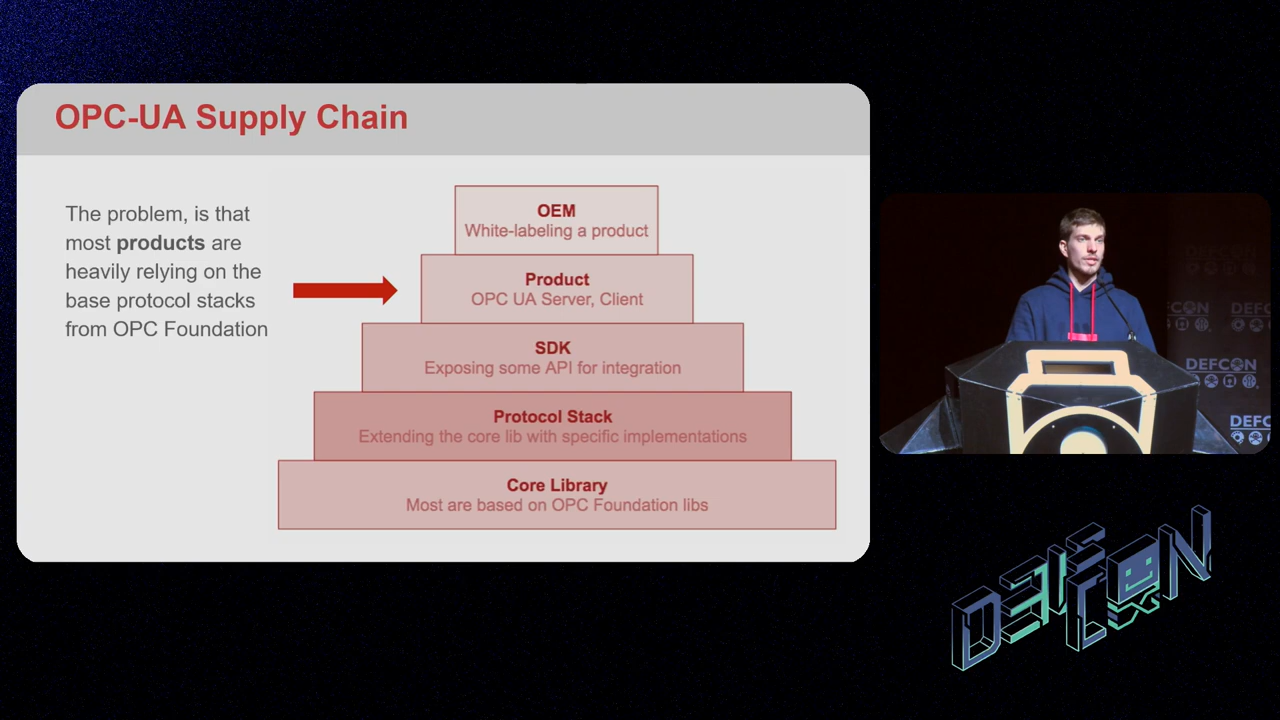 OPC-UA Supply Chain
The problem, is that
most products are
heavily relying on the
base protocol stacks
from OPC Foundation
OEM
White-labeling a product
Product
OPC UA Server, Client
SDK
Exposing some API for integration
Protocol Stack
Extending the core lib with specific implementations
Core Library
Most are based on OPC Foundation libs
DEFCON
DEFCON
DEFCON